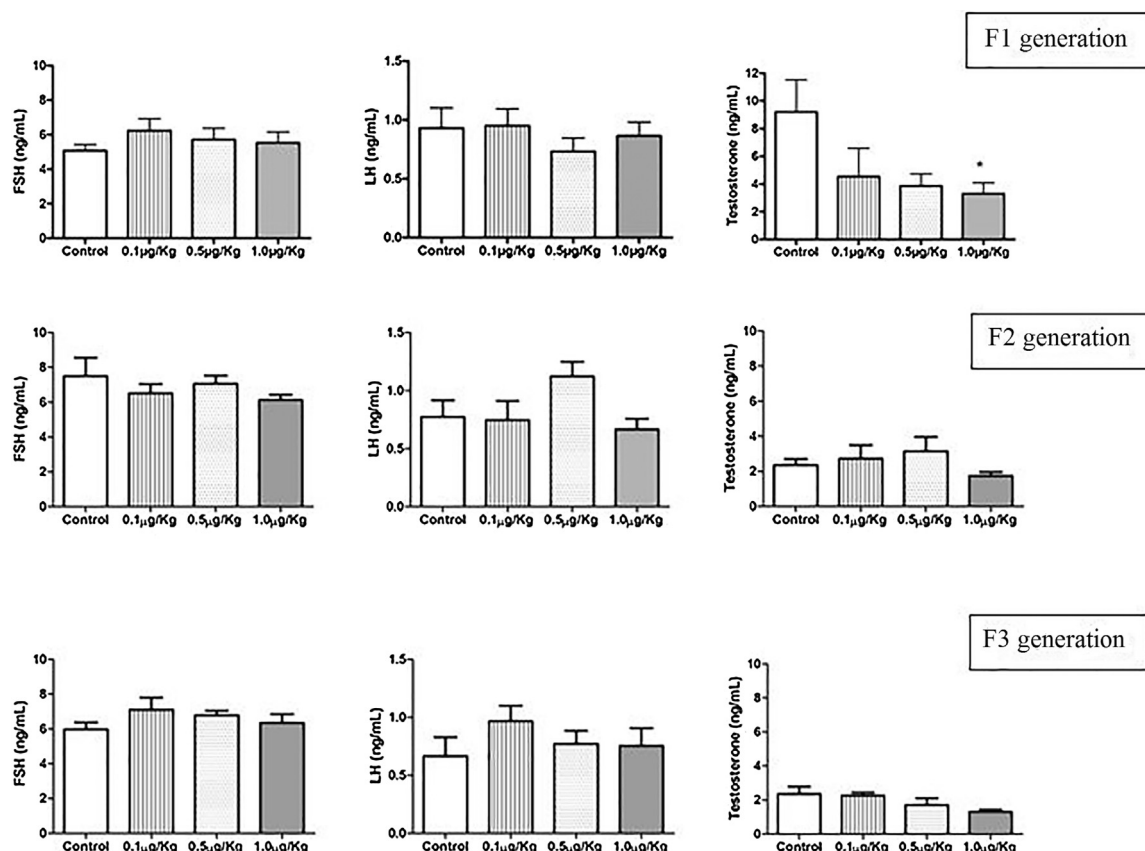 F1 generation
FSH (ng/mL)
10
8
6
4
2
0
Control 0.1µg/Kg 0.5µg/Kg 1.0µg/Kg
LH (ng/mL)
1.5
1.0
0.5
0.0
Control 0.1µg/Kg 0.5µg/Kg 1.0µg/Kg
Testosterone (ng/mL)
12
10
8
6
4
2
0
*
Control 0.1µg/Kg 0.5µg/Kg 1.0µg/Kg
F2 generation
FSH (ng/mL)
10
8
6
4
2
0
Control 0.1µg/Kg 0.5µg/Kg 1.0µg/Kg
LH (ng/mL)
1.5
1.0
0.5
0.0
Control 0.1µg/Kg 0.5µg/Kg 1.0µg/Kg
Testosterone (ng/mL)
10
8
6
4
2
0
Control 0.1µg/Kg 0.5µg/Kg 1.0µg/Kg
F3 generation
FSH (ng/mL)
10
8
6
4
2
0
Control 0.1µg/Kg 0.5µg/Kg 1.0µg/Kg
LH (ng/mL)
1.5
1.0
0.5
0.0
Control 0.1µg/Kg 0.5µg/Kg 1.0µg/Kg
Testosterone (ng/mL)
10
8
6
4
2
0
Control 0.1µg/Kg 0.5µg/Kg 1.0µg/Kg